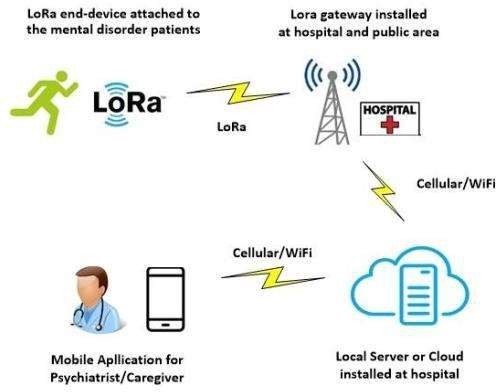 LoRa end-device attached to
the mental disorder patients
Lora gateway installed
at hospital and public area
LoRa™
HOSPITAL
LoRa
Cellular/WiFi
Cellular/WiFi
Mobile Apllication for
Psychiatrist/Caregiver
Local Server or Cloud
installed at hospital